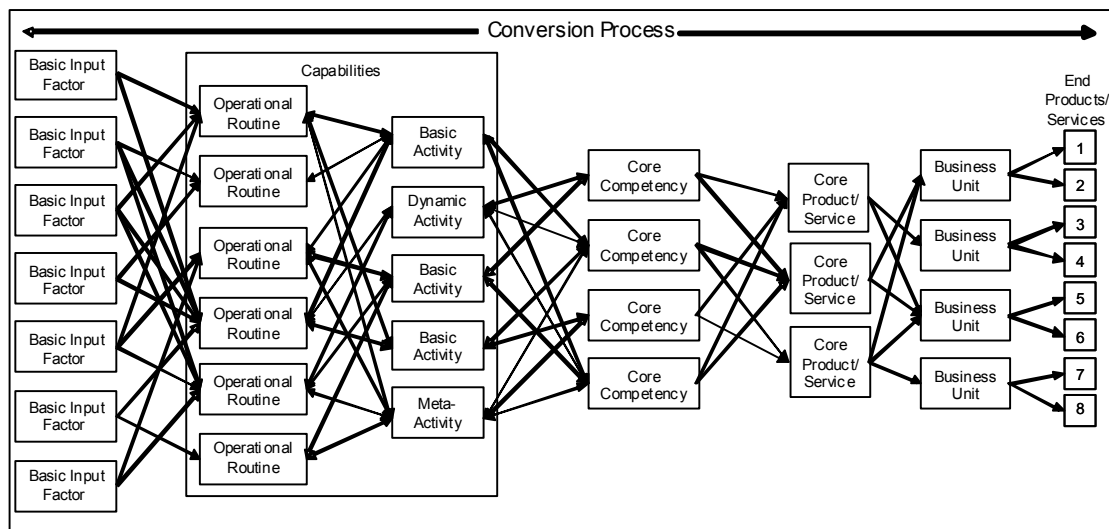 Conversion Process
Basic Input
Factor
Basic Input
Factor
Basic Input
Factor
Basic Input
Factor
Basic Input
Factor
Basic Input
Factor
Basic Input
Factor
Capabilities
Operational
Routine
Operational
Routine
Operational
Routine
Operational
Routine
Operational
Routine
Operational
Routine
Basic
Activity
Dynamic
Activity
Basic
Activity
Basic
Activity
Meta-
Activity
Core
Competency
Core
Competency
Core
Competency
Core
Competency
Core
Product/
Service
Core
Product/
Service
Core
Product/
Service
Business
Unit
Business
Unit
Business
Unit
Business
Unit
End
Products/
Services
1
2
3
4
5
6
7
8